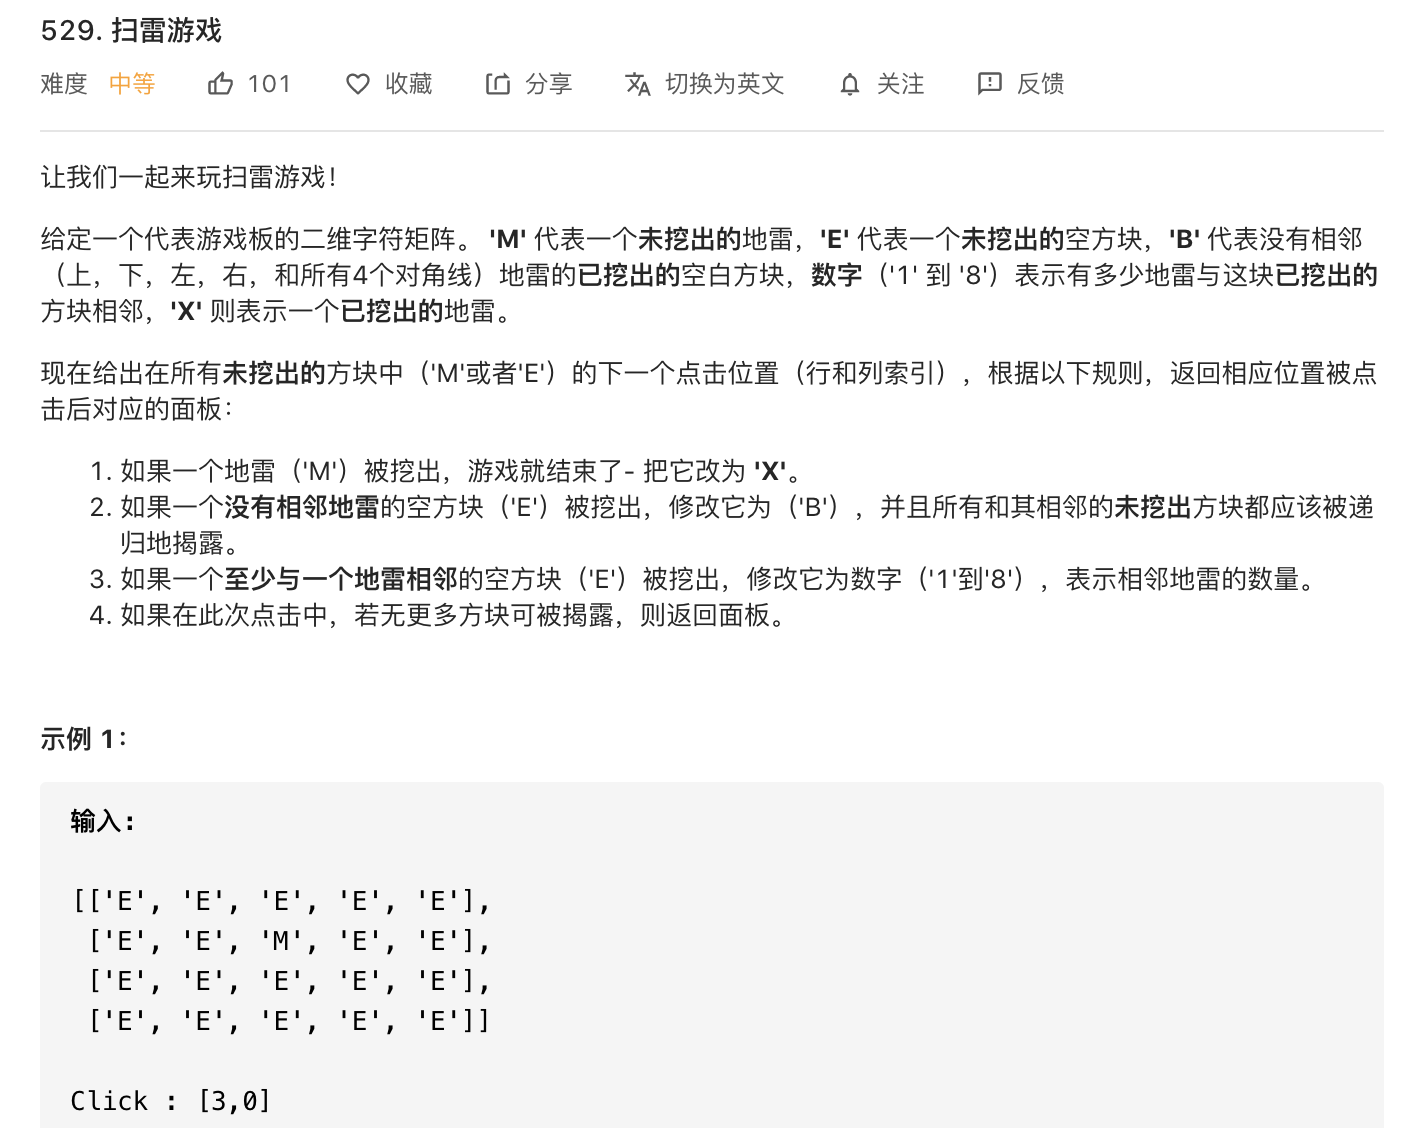 529. 扫雷游戏
难度 中等 101 收藏 分享 切换为英文 关注 反馈
让我们一起来玩扫雷游戏！
给定一个代表游戏板的二维字符矩阵。 'M' 代表一个未挖出的地雷，'E' 代表一个未挖出的空方块，'B' 代表没有相邻
（上，下，左，右，和所有4个对角线）地雷的已挖出的空白方块，数字（'1' 到 '8'）表示有多少地雷与这块已挖出的
方块相邻，'X' 则表示一个已挖出的地雷。
现在给出在所有未挖出的方块中（'M'或者'E'）的下一个点击位置（行和列索引），根据以下规则，返回相应位置被点
击后对应的面板：
1. 如果一个地雷（'M'）被挖出，游戏就结束了- 把它改为 'X'。
2. 如果一个没有相邻地雷的空方块（'E'）被挖出，修改它为（'B'），并且所有和其相邻的未挖出方块都应该被递
归地揭露。
3. 如果一个至少与一个地雷相邻的空方块（'E'）被挖出，修改它为数字（'1'到'8'），表示相邻地雷的数量。
4. 如果在此次点击中，若无更多方块可被揭露，则返回面板。
示例 1：
输入:
[['E', 'E', 'E', 'E', 'E'],
['E', 'E', 'M', 'E', 'E'],
['E', 'E', 'E', 'E', 'E'],
['E', 'E', 'E', 'E', 'E']]
Click : [3,0]